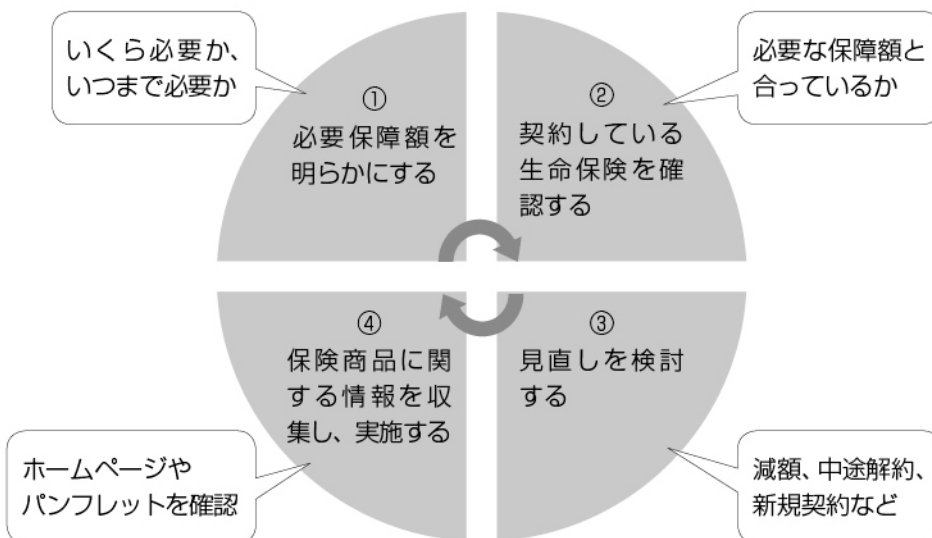 いくら必要か、
いつまで必要か
①
必要保障額を
明らかにする
必要な保障額と
合っているか
②
契約している
生命保険を確
認する
③
見直しを検討
する
減額、中途解約、
新規契約など
④
保険商品に関
する情報を収
集し、実施する
ホームページや
パンフレットを確認